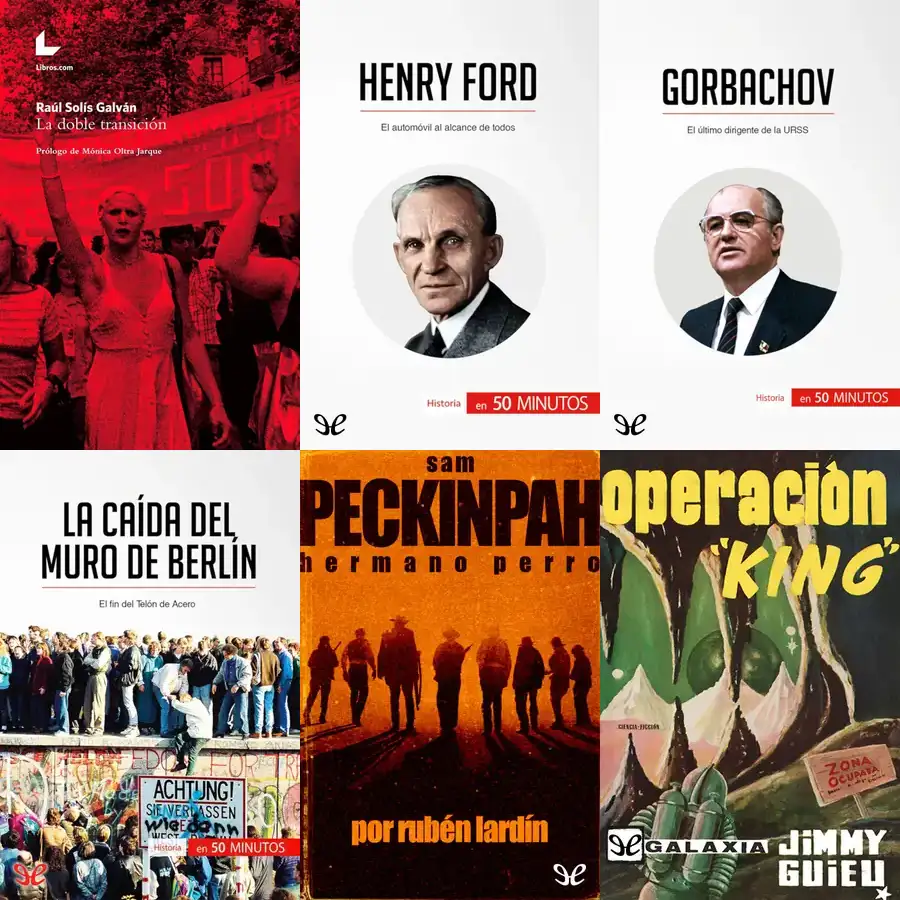 Libros.com
Raúl Solís Galván
La doble transición
Prólogo de Mónica Oltra Jarque
HENRY FORD
El automóvil al alcance de todos
Historia
en 50 MINUTOS
GORBACHOV
El último dirigente de la URSS
Historia
en 50 MINUTOS
LA CAÍDA DEL
MURO DE BERLÍN
El fin del Telón de Acero
ACHTUNG!
SIE VERLASSEN
wie dann
WEST
Historia
en 50 MINUTOS
sam
PECKINPAH
hermano perro
por rubén lardín
operación
"KING"
CIENCIA-FICCIÓN
ZONA
OCUPADA
GALAXIA
JIMMY
GUIEU